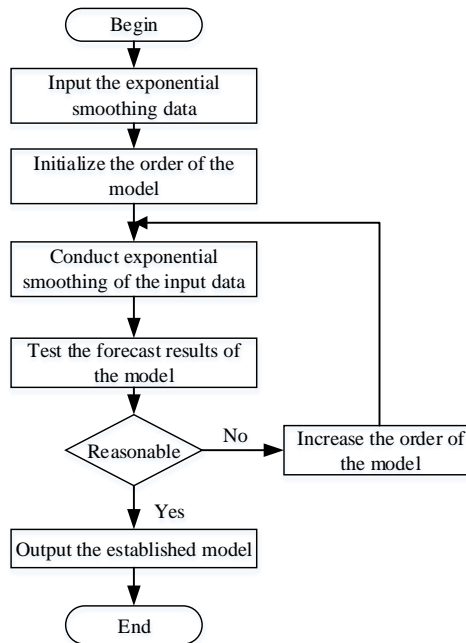 Begin
Input the exponential
smoothing data
Initialize the order of the
model
Conduct exponential
smoothing of the input data
Test the forecast results of
the model
Reasonable
No
Increase the order of
the model
Yes
Output the established model
End